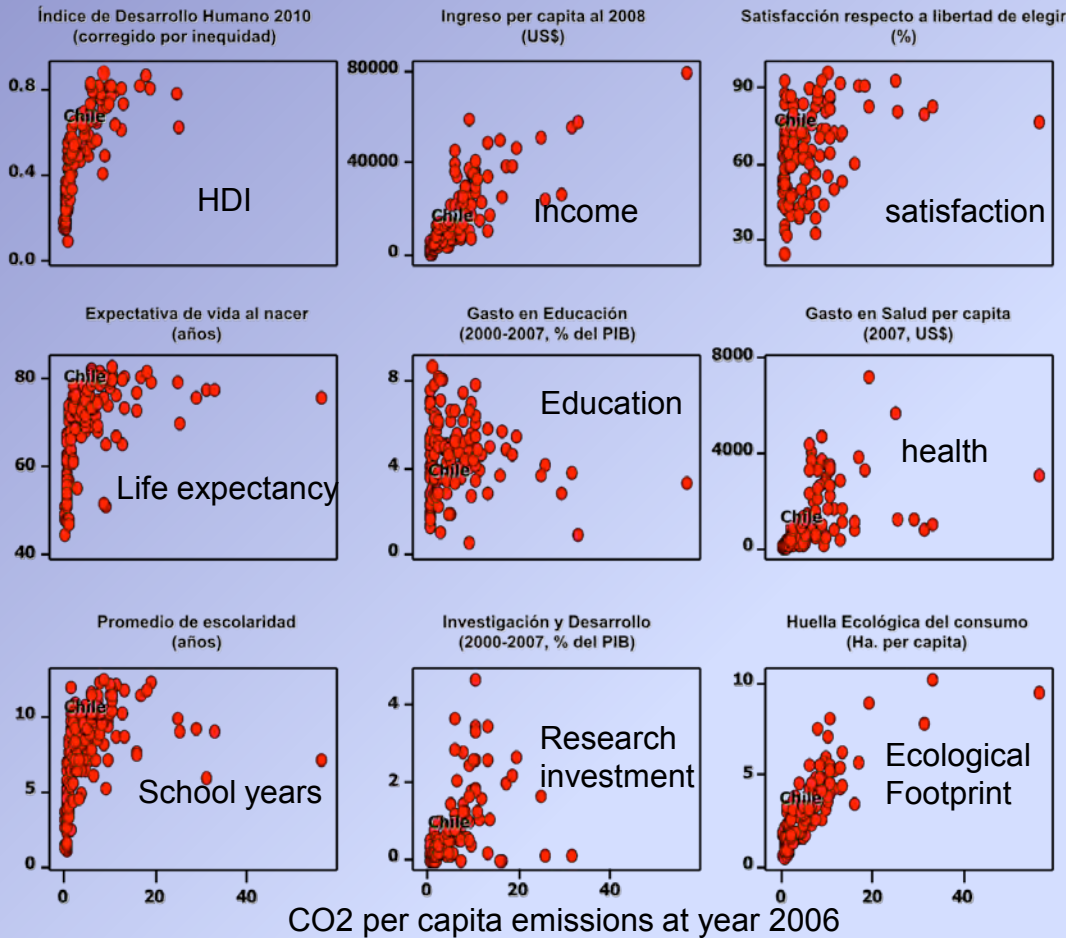 Índice de Desarrollo Humano 2010
(corregido por inequidad)
0.8
0.4
0.0
Chile
HDI
Ingreso per capita al 2008
(US$)
80000
40000
0
Chile
Income
Satisfacción respecto a libertad de elegir
(%)
90
60
30
Chile
satisfaction
Expectativa de vida al nacer
(años)
80
60
40
Chile
Life expectancy
Gasto en Educación
(2000-2007, % del PIB)
8
4
0
Chile
Education
Gasto en Salud per capita
(2007, US$)
8000
4000
0
Chile
health
Promedio de escolaridad
(años)
10
5
0
Chile
School years
0 20 40
Investigación y Desarrollo
(2000-2007, % del PIB)
4
2
0
Chile
Research
investment
0 20 40
Huella Ecológica del consumo
(Ha. per capita)
10
5
0
Chile
Ecological
Footprint
0 20 40
CO2 per capita emissions at year 2006